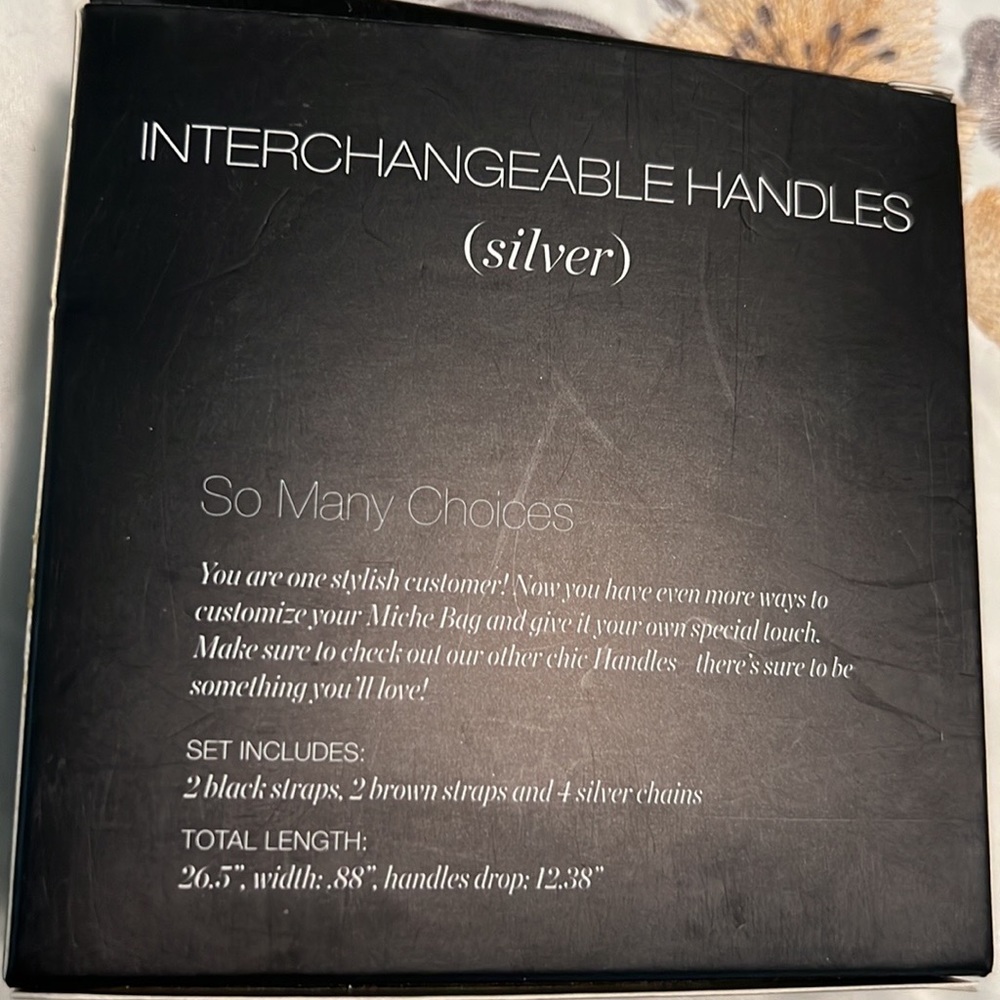 INTERCHANGEABLE HANDLES
(silver)
So Many Choices
You are one stylish customer! Now you have even more ways to
customize your Miche Bag and give it your own special touch.
Make sure to check out our other chic Handles there's sure to be
something you'll love!
SET INCLUDES:
2 black straps, 2 brown straps and 4 silver chains
TOTAL LENGTH:
26.5", width: .88", handles drop: 12.38"